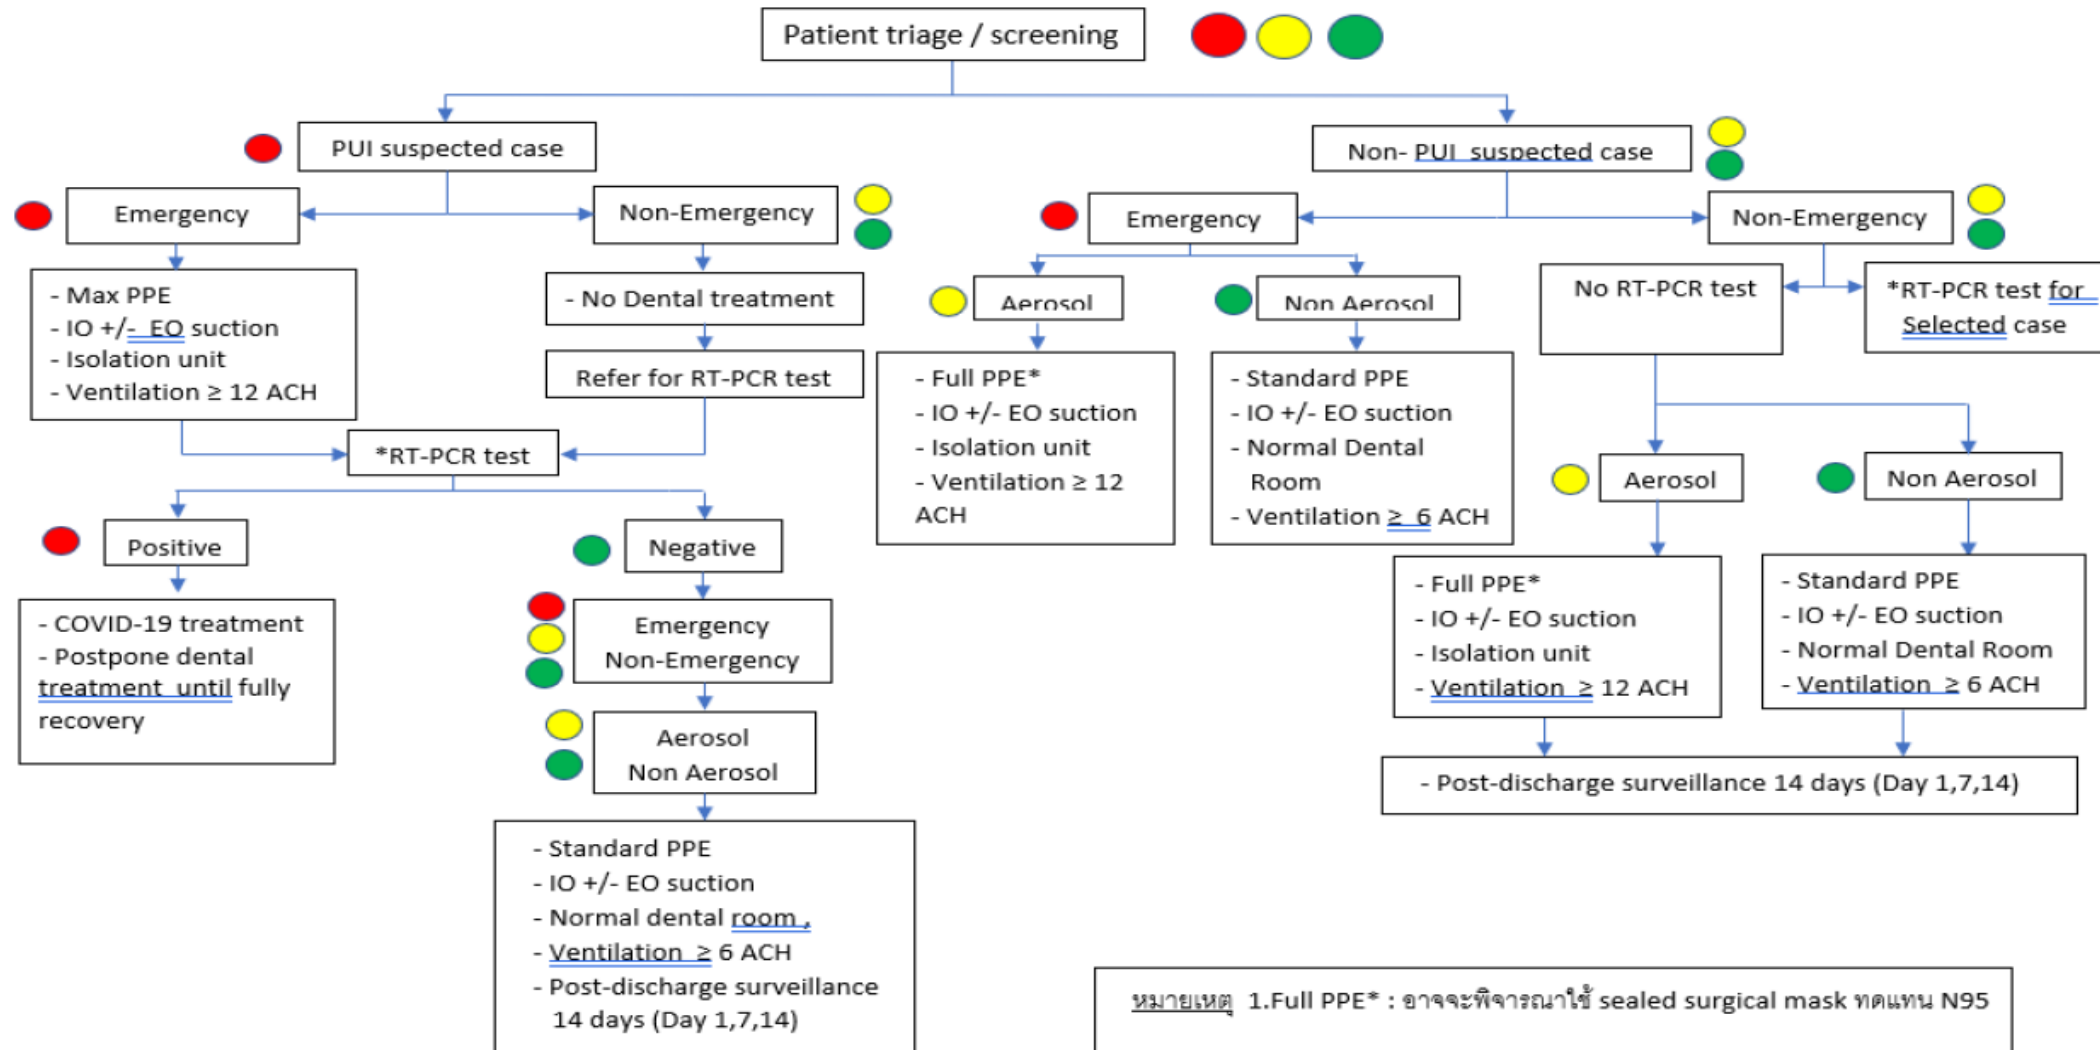 Patient triage / screening
PUI suspected case
Non- PUI suspected case
Emergency
Non-Emergency
Emergency
Non-Emergency
- Max PPE
- IO +/- EO suction
- Isolation unit
- Ventilation ≥ 12 ACH
- No Dental treatment
Refer for RT-PCR test
*RT-PCR test
Positive
Negative
- COVID-19 treatment
- Postpone dental
treatment until fully
recovery
Emergency
Non-Emergency
Aerosol
Non Aerosol
- Standard PPE
- IO +/- EO suction
- Normal dental room ,
- Ventilation ≥ 6 ACH
- Post-discharge surveillance
14 days (Day 1,7,14)
Aerosol
Non Aerosol
- Full PPE*
- IO +/- EO suction
- Isolation unit
- Ventilation ≥ 12
ACH
- Standard PPE
- IO +/- EO suction
- Normal Dental
Room
- Ventilation ≥ 6 ACH
No RT-PCR test
*RT-PCR test for
Selected case
Aerosol
Non Aerosol
- Full PPE*
- IO +/- EO suction
- Isolation unit
- Ventilation ≥ 12 ACH
- Standard PPE
- IO +/- EO suction
- Normal Dental Room
- Ventilation ≥ 6 ACH
- Post-discharge surveillance 14 days (Day 1,7,14)
หมายเหตุ 1.Full PPE* : อาจจะพิจารณาใช้ sealed surgical mask ทดแทน N95